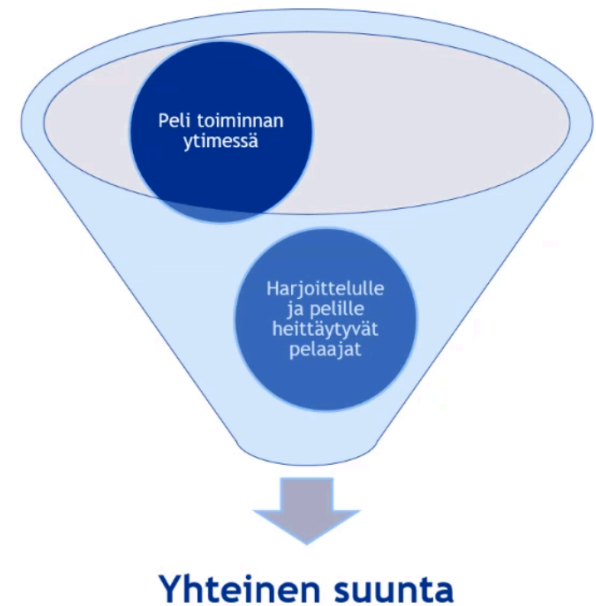 Peli toiminnan
ytimessä
Harjoittelulle
ja pelille
heittäytyvät
pelaajat
Yhteinen suunta